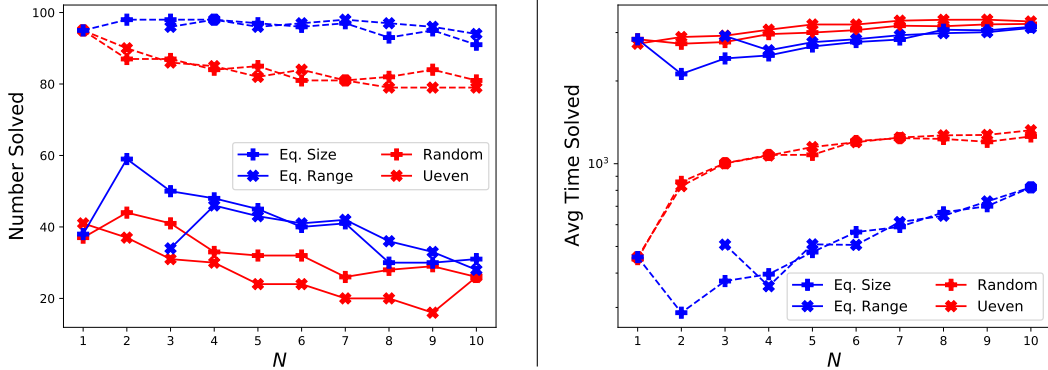 Number Solved
100
80
60
40
20
Eq. Size
Eq. Range
Random
Ueven
1 2 3 4 5 6 7 8 9 10
N
Avg Time Solved
10³
Eq. Size
Eq. Range
Random
Ueven
1 2 3 4 5 6 7 8 9 10
N